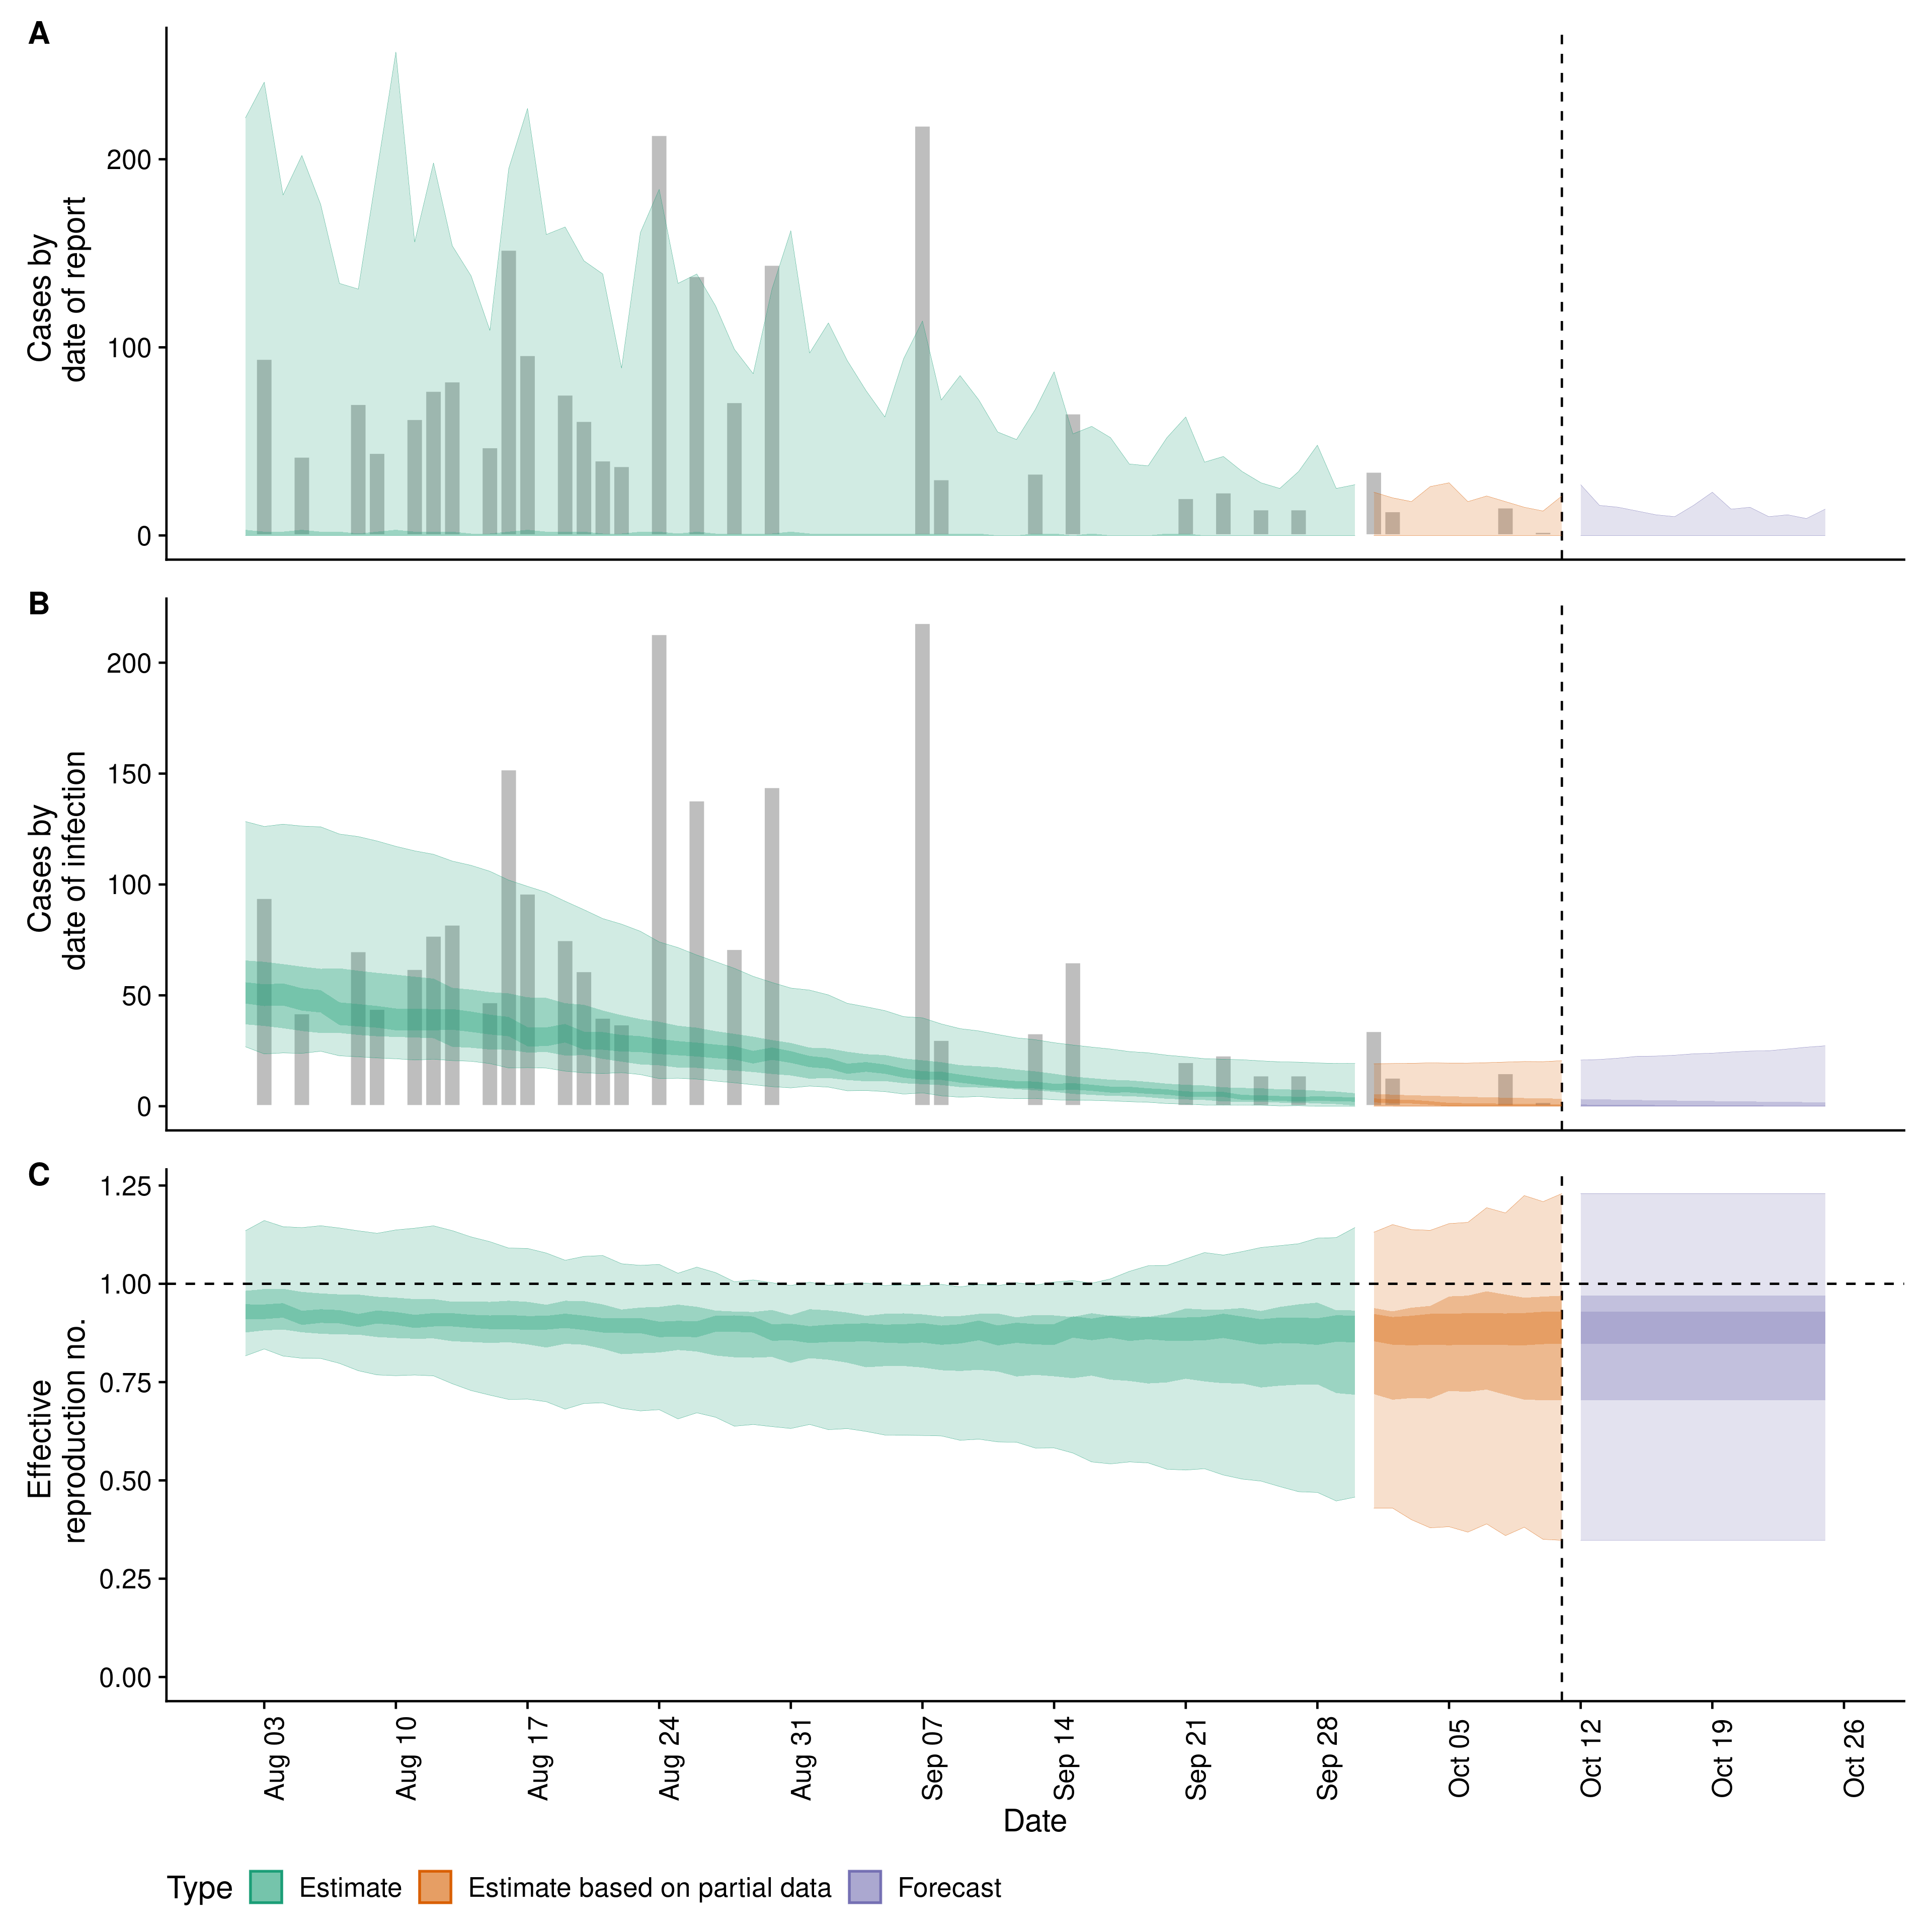 A
Cases by
date of report
200
100
0
B
Cases by
date of infection
200
150
100
50
0
C
Effective
reproduction no.
1.25
1.00
0.75
0.50
0.25
0.00
Aug 03
Aug 10
Aug 17
Aug 24
Aug 31
Sep 07
Sep 14
Sep 21
Sep 28
Oct 05
Oct 12
Oct 19
Oct 26
Date
Type Estimate Estimate based on partial data Forecast